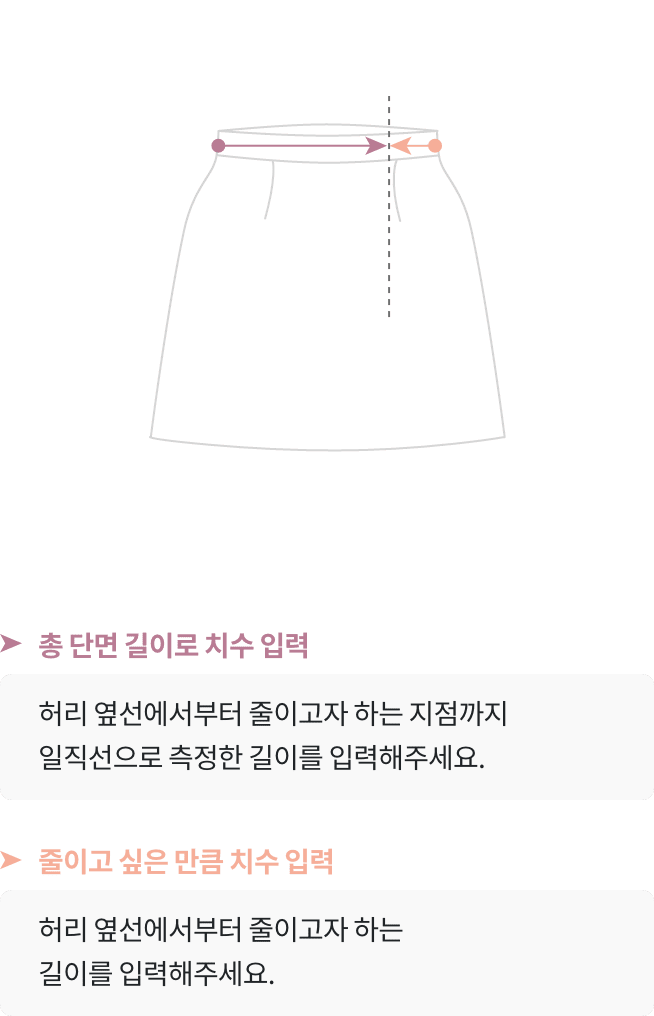 총 단면 길이로 치수 입력
허리 옆선에서부터 줄이고자 하는 지점까지
일직선으로 측정한 길이를 입력해주세요.
줄이고 싶은 만큼 치수 입력
허리 옆선에서부터 줄이고자 하는
길이를 입력해주세요.